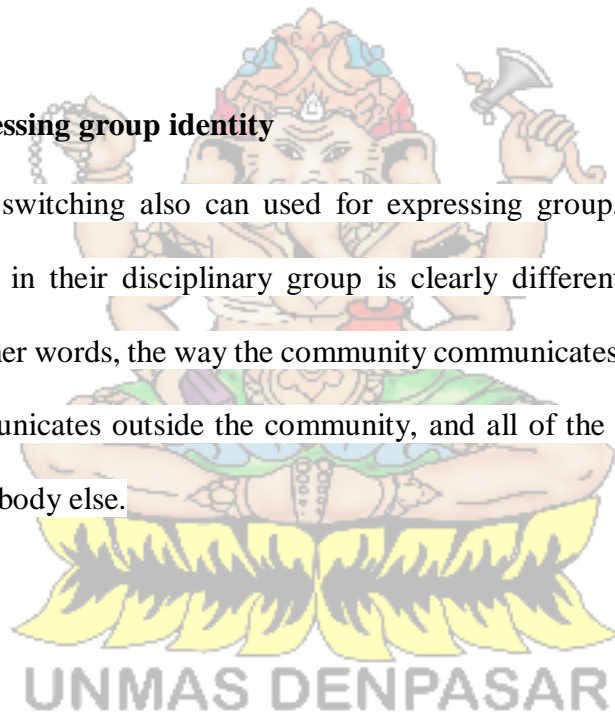 essing group identity
switching also can used for expressing group.
in their disciplinary group is clearly different
her words, the way the community communicates
unicates outside the community, and all of the
body else.
UNMAS DENPASAR